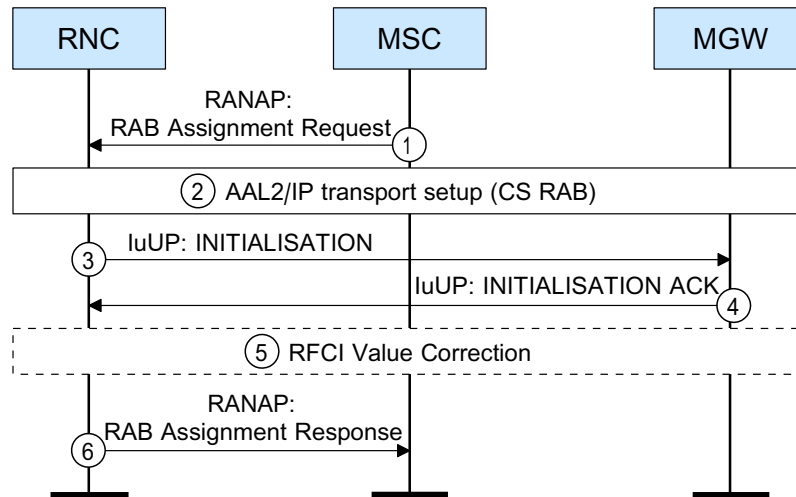 RNC
MSC
MGW
RANAP:
RAB Assignment Request
1
2 AAL2/IP transport setup (CS RAB)
3 IuUP: INITIALISATION
IuUP: INITIALISATION ACK 4
5 RFCI Value Correction
RANAP:
RAB Assignment Response
6